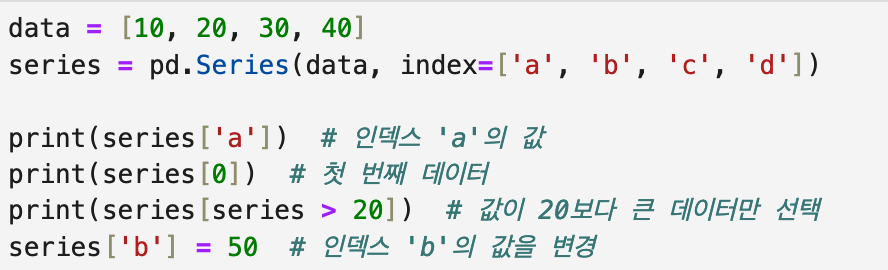 data = [10, 20, 30, 40]
series = pd.Series(data, index=['a', 'b', 'c', 'd'])
print(series['a'])  # 인덱스 'a'의 값
print(series[0])  # 첫 번째 데이터
print(series[series > 20])  # 값이 20보다 큰 데이터만 선택
series['b'] = 50  # 인덱스 'b'의 값을 변경